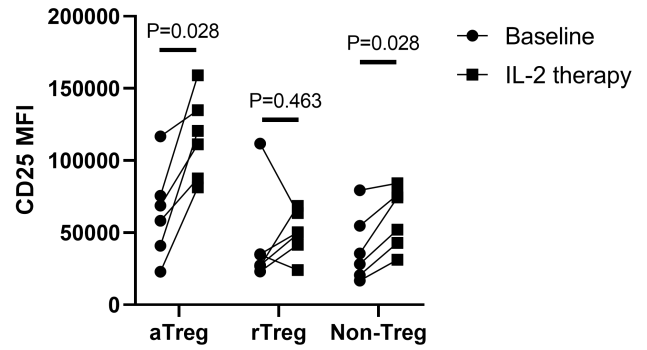 200000
150000
100000
50000
0
CD25 MFI
P=0.028
P=0.463
P=0.028
aTreg
rTreg
Non-Treg
Baseline
IL-2 therapy